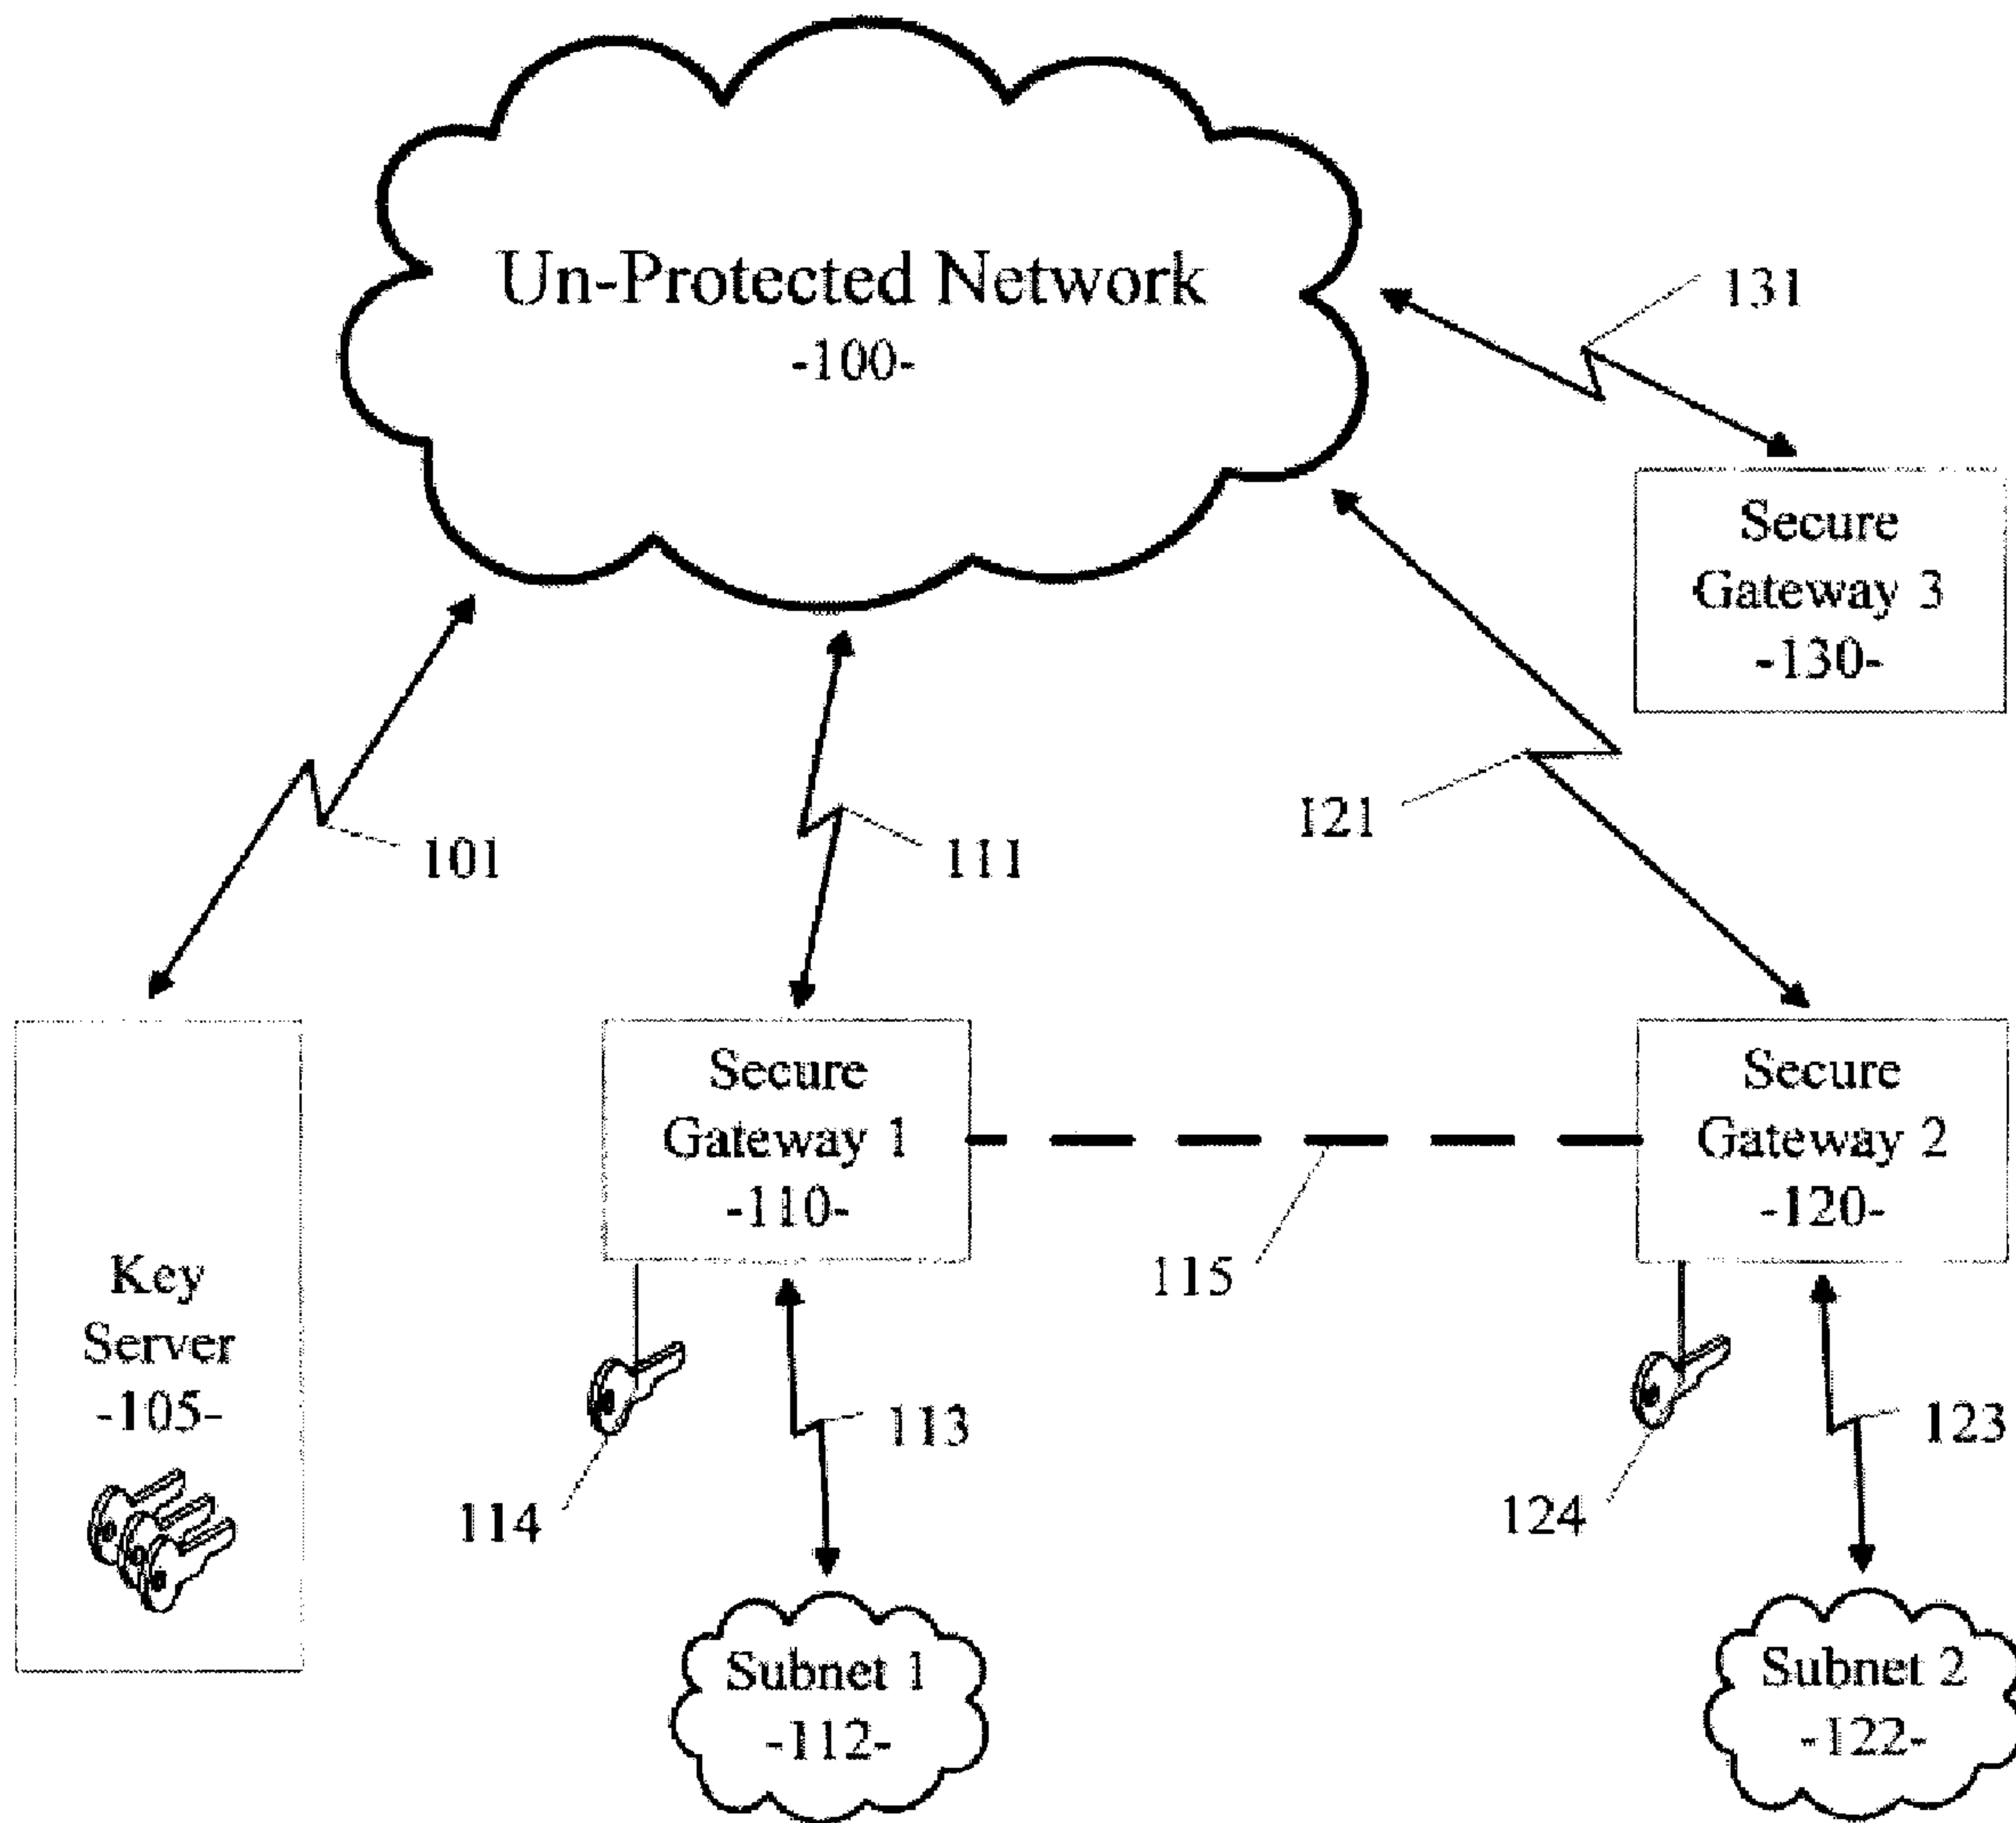 Un-Protected Network
-100-
131
Secure
Gateway 3
-130-
101
111
121
Secure
Gateway 1
-110-
Secure
Gateway 2
-120-
115
Key
Server
-105-
114
113
124
123
Subnet 1
-112-
Subnet 2
-122-